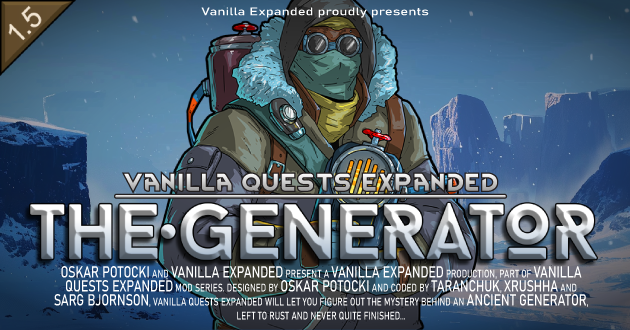 Vanilla Expanded proudly presents
1.5
VANILLA QUESTS EXPANDED
THE•GENERATOR
OSKAR POTOCKI AND VANILLA EXPANDED PRESENT A VANILLA EXPANDED PRODUCTION, PART OF VANILLA
QUESTS EXPANDED MOD SERIES. DESIGNED BY OSKAR POTOCKI AND CODED BY TARANCHUK, XRUSHHA AND
SARG BJORNSON, VANILLA QUESTS EXPANDED WILL LET YOU FIGURE OUT THE MYSTERY BEHIND AN ANCIENT GENERATOR,
LEFT TO RUST AND NEVER QUITE FINISHED...